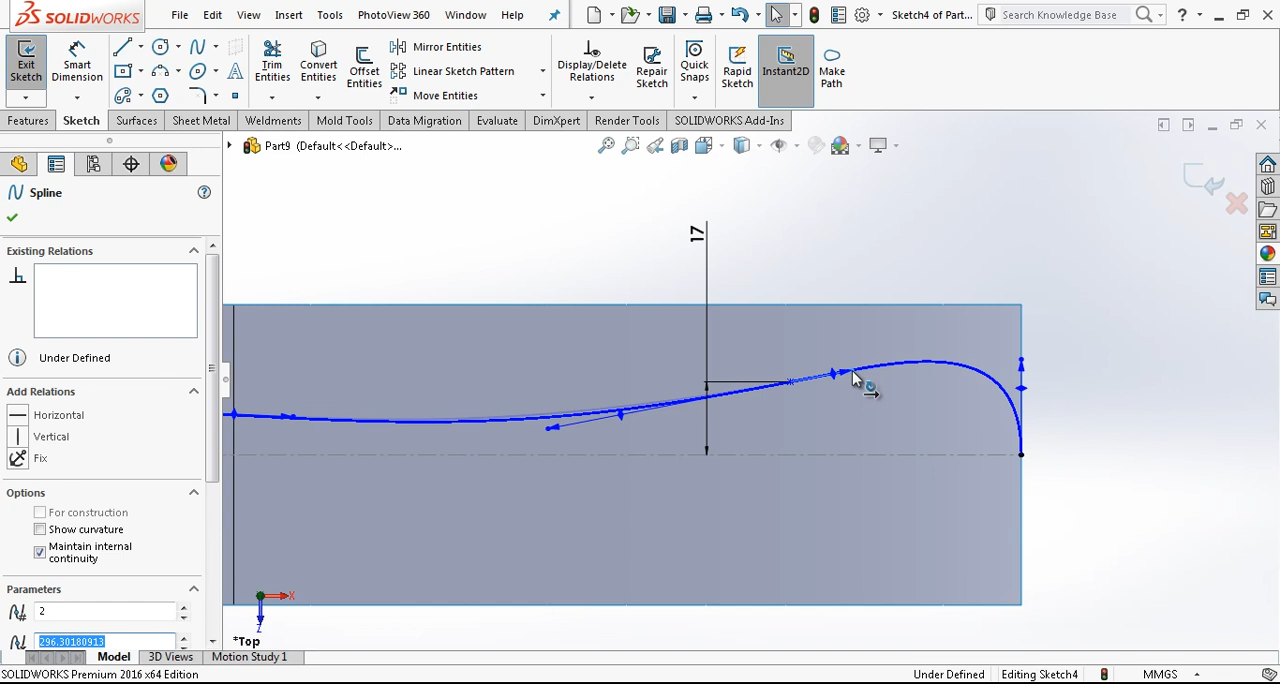 SOLIDWORKS
File Edit View Insert Tools PhotoView 360 Window Help
Sketch4 of Part...
Search Knowledge Base
Exit Sketch
Smart Dimension
Trim Entities
Convert Entities
Offset Entities
Mirror Entities
Linear Sketch Pattern
Move Entities
Display/Delete Relations
Repair Sketch
Quick Snaps
Rapid Sketch
Instant2D
Make Path
Features Sketch Surfaces Sheet Metal Weldments Mold Tools Data Migration Evaluate DimXpert Render Tools SOLIDWORKS Add-Ins
Part9 (Default<<Default>...
Spline
Existing Relations
Under Defined
Add Relations
Horizontal
Vertical
Fix
Options
For construction
Show curvature
Maintain internal continuity
Parameters
2
296.30180913
17
X
Z
*Top
Model 3D Views Motion Study 1
SOLIDWORKS Premium 2016 x64 Edition
Under Defined Editing Sketch4 MMGS